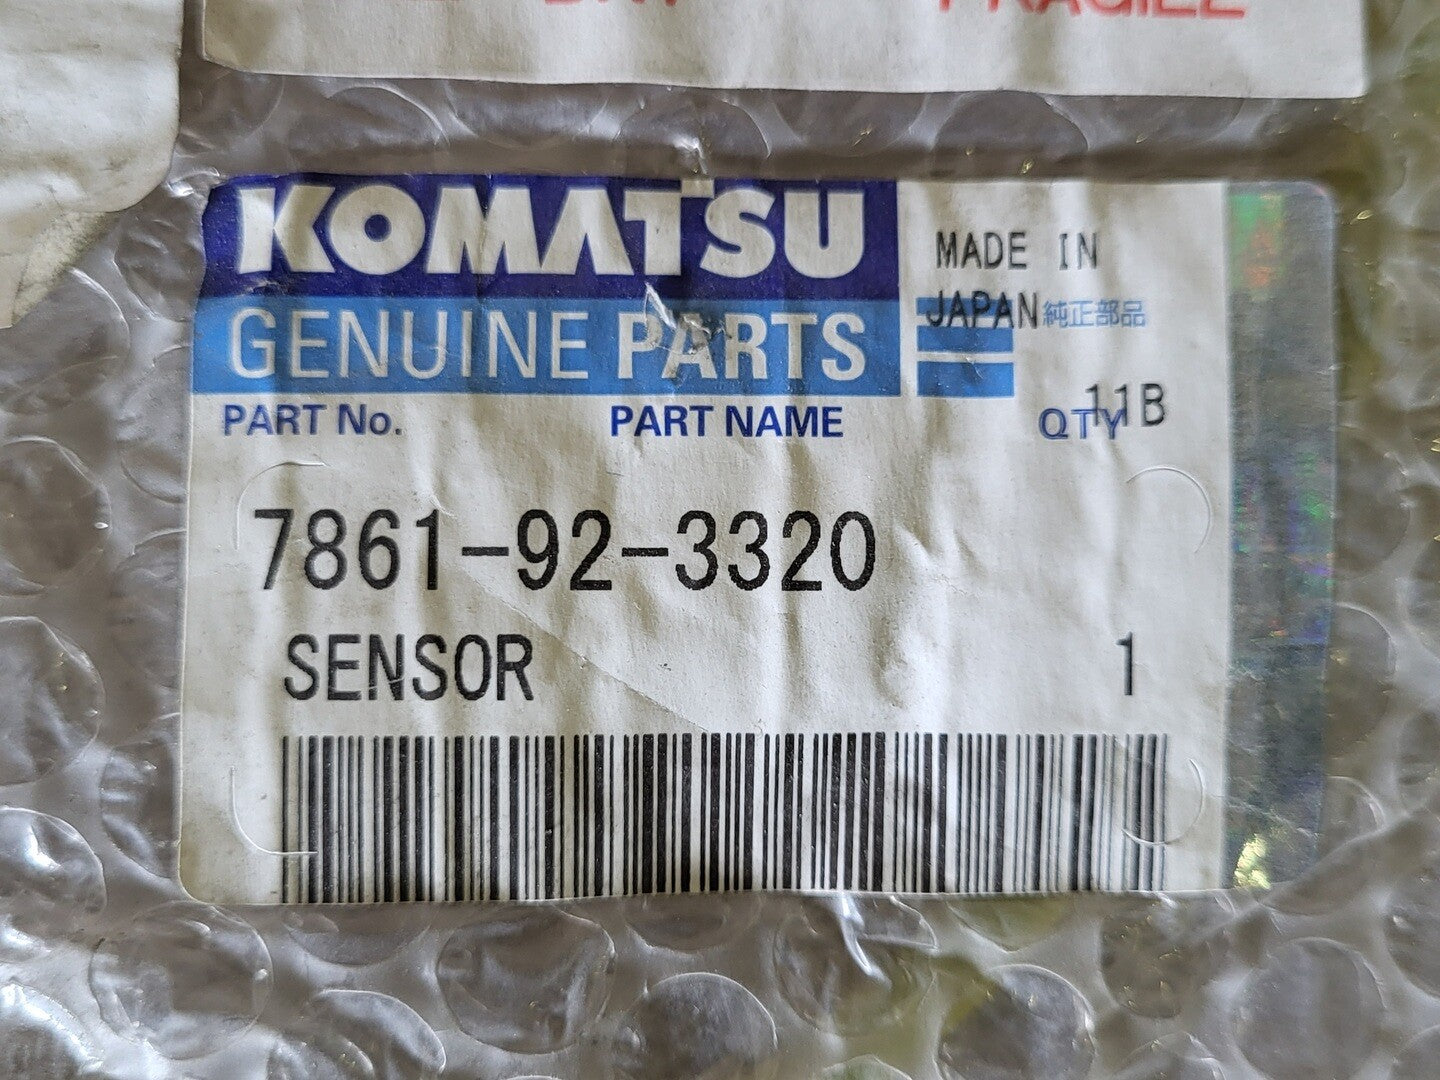 FRAGILE
KOMATSU
GENUINE PARTS
MADE IN
JAPAN 純正部品
PART No. PART NAME QTY 11B
7861-92-3320
SENSOR 1